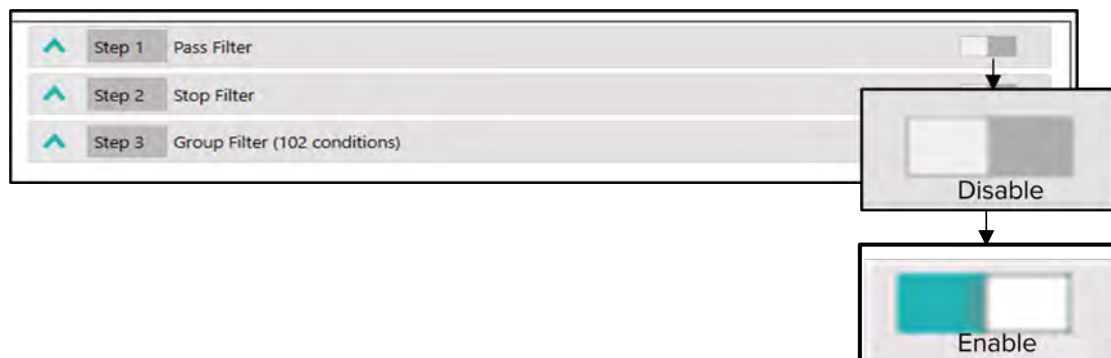 Step 1 Pass Filter
Step 2 Stop Filter
Step 3 Group Filter (102 conditions)
Disable
Enable